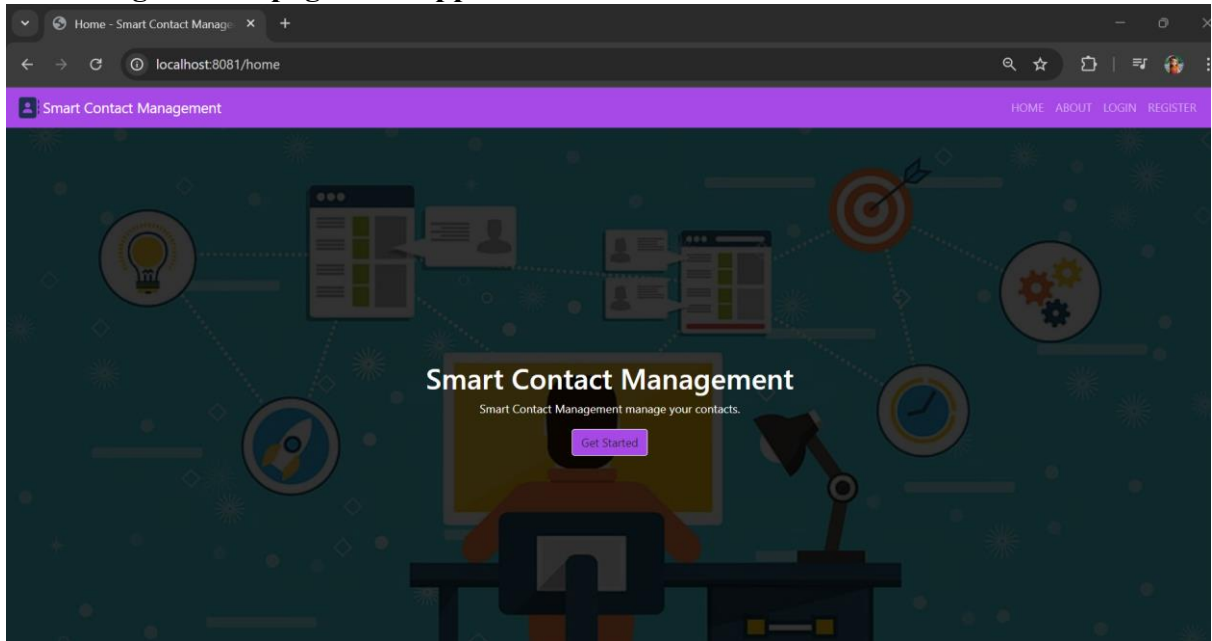 Home - Smart Contact Manage
localhost:8081/home
Smart Contact Management
HOME ABOUT LOGIN REGISTER
Smart Contact Management
Smart Contact Management manage your contacts.
Get Started